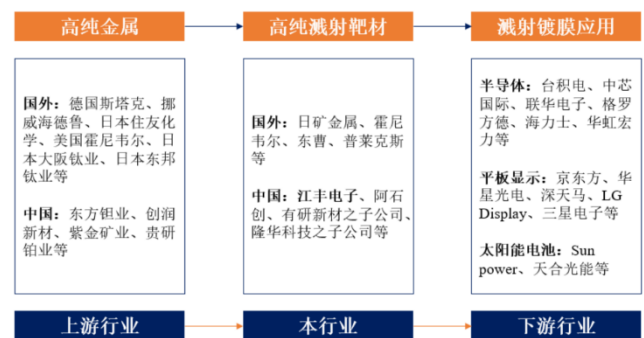 高纯金属
高纯溅射靶材
溅射镀膜应用
国外：德国斯塔克、挪
威海德鲁、日本住友化
学、美国霍尼韦尔、日
本大阪钛业、日本东邦
钛业等
中国：东方钽业、创润
新材、紫金矿业、贵研
铂业等
国外：日矿金属、霍尼
韦尔、东曹、普莱克斯
等
中国：江丰电子、阿石
创、有研新材之子公司、
隆华科技之子公司等
半导体：台积电、中芯
国际、联华电子、格罗
方德、海力士、华虹宏
力等
平板显示：京东方、华
星光电、深天马、LG
Display、三星电子等
太阳能电池：Sun
power、天合光能等
上游行业
本行业
下游行业